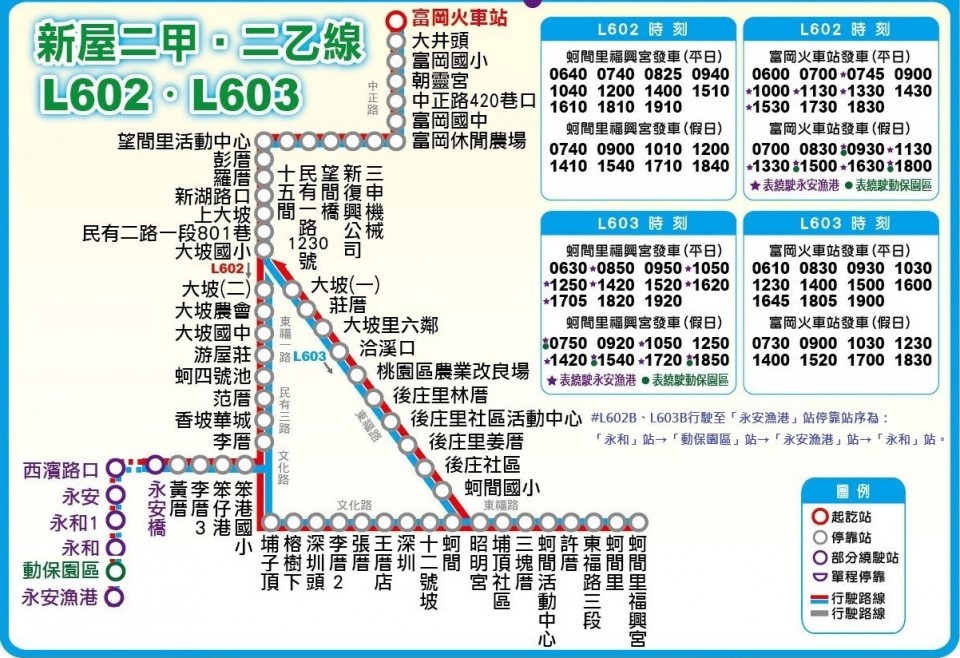 新屋二甲・二乙線
L602・L603
富岡火車站
大井頭
富岡國小
朝靈宮
中正路420巷口
富岡國中
富岡休閒農場
中正路
三申機械
新復興公司
望間橋
民有一路1230號
十五間
望間里活動中心
彭厝
羅厝
新湖路口
上大坡
民有二路一段801巷
大坡國小
L602
大坡(二)
大坡農會
大坡國中
游屋莊
蚵四號池
范厝
香坡華城
李厝
東福一路
民有三路
文化路
L603
大坡(一)
莊厝
大坡里六鄰
洽溪口
桃園區農業改良場
後庄里林厝
後庄里社區活動中心
後庄里姜厝
後庄社區
蚵間國小
東福路
西濱路口
永安
永和1
永和
動保園區
永安漁港
永安橋
黃厝
李厝3
笨仔港
笨港國小
文化路
東福路
埔子頂
榕樹下
深圳頭
李厝2
張厝
王厝店
深圳
十二號坡
蚵間
昭明宮
埔頂社區
三塊厝
蚵間活動中心
許厝
東福路三段
蚵間里
蚵間里福興宮
L602 時刻
蚵間里福興宮發車(平日)
0640 0740 0825 0940
1040 1200 1400 1510
1610 1810 1910
蚵間里福興宮發車(假日)
0740 0900 1010 1200
1410 1540 1710 1840
L602 時刻
富岡火車站發車(平日)
0600 0700 ★0745 0900
★1000 ★1130 ★1330 1430
★1530 1730 1830
富岡火車站發車(假日)
0700 0830 ★●0930 ★1130
★1330 ★●1500 ★1630 ★●1800
★表繞駛永安漁港 ●表繞駛動保園區
L603 時刻
蚵間里福興宮發車(平日)
0630 ★0850 0950 ★1050
★1250 ★1420 1520 ★1620
★1705 1820 1920
蚵間里福興宮發車(假日)
★●0750 0920 ★1050 1250
★1420 ★●1540 ★1720 ★●1850
★表繞駛永安漁港 ●表繞駛動保園區
L603 時刻
富岡火車站發車(平日)
0610 0830 0930 1030
1230 1400 1500 1600
1645 1805 1900
富岡火車站發車(假日)
0730 0900 1030 1230
1400 1520 1700 1830
#L602B、L603B行駛至「永安漁港」站停靠站序為：
「永和」站→「動保園區」站→「永安漁港」站→「永和」站。
圖例
起訖站
停靠站
部分繞駛站
單程停靠
行駛路線
行駛路線